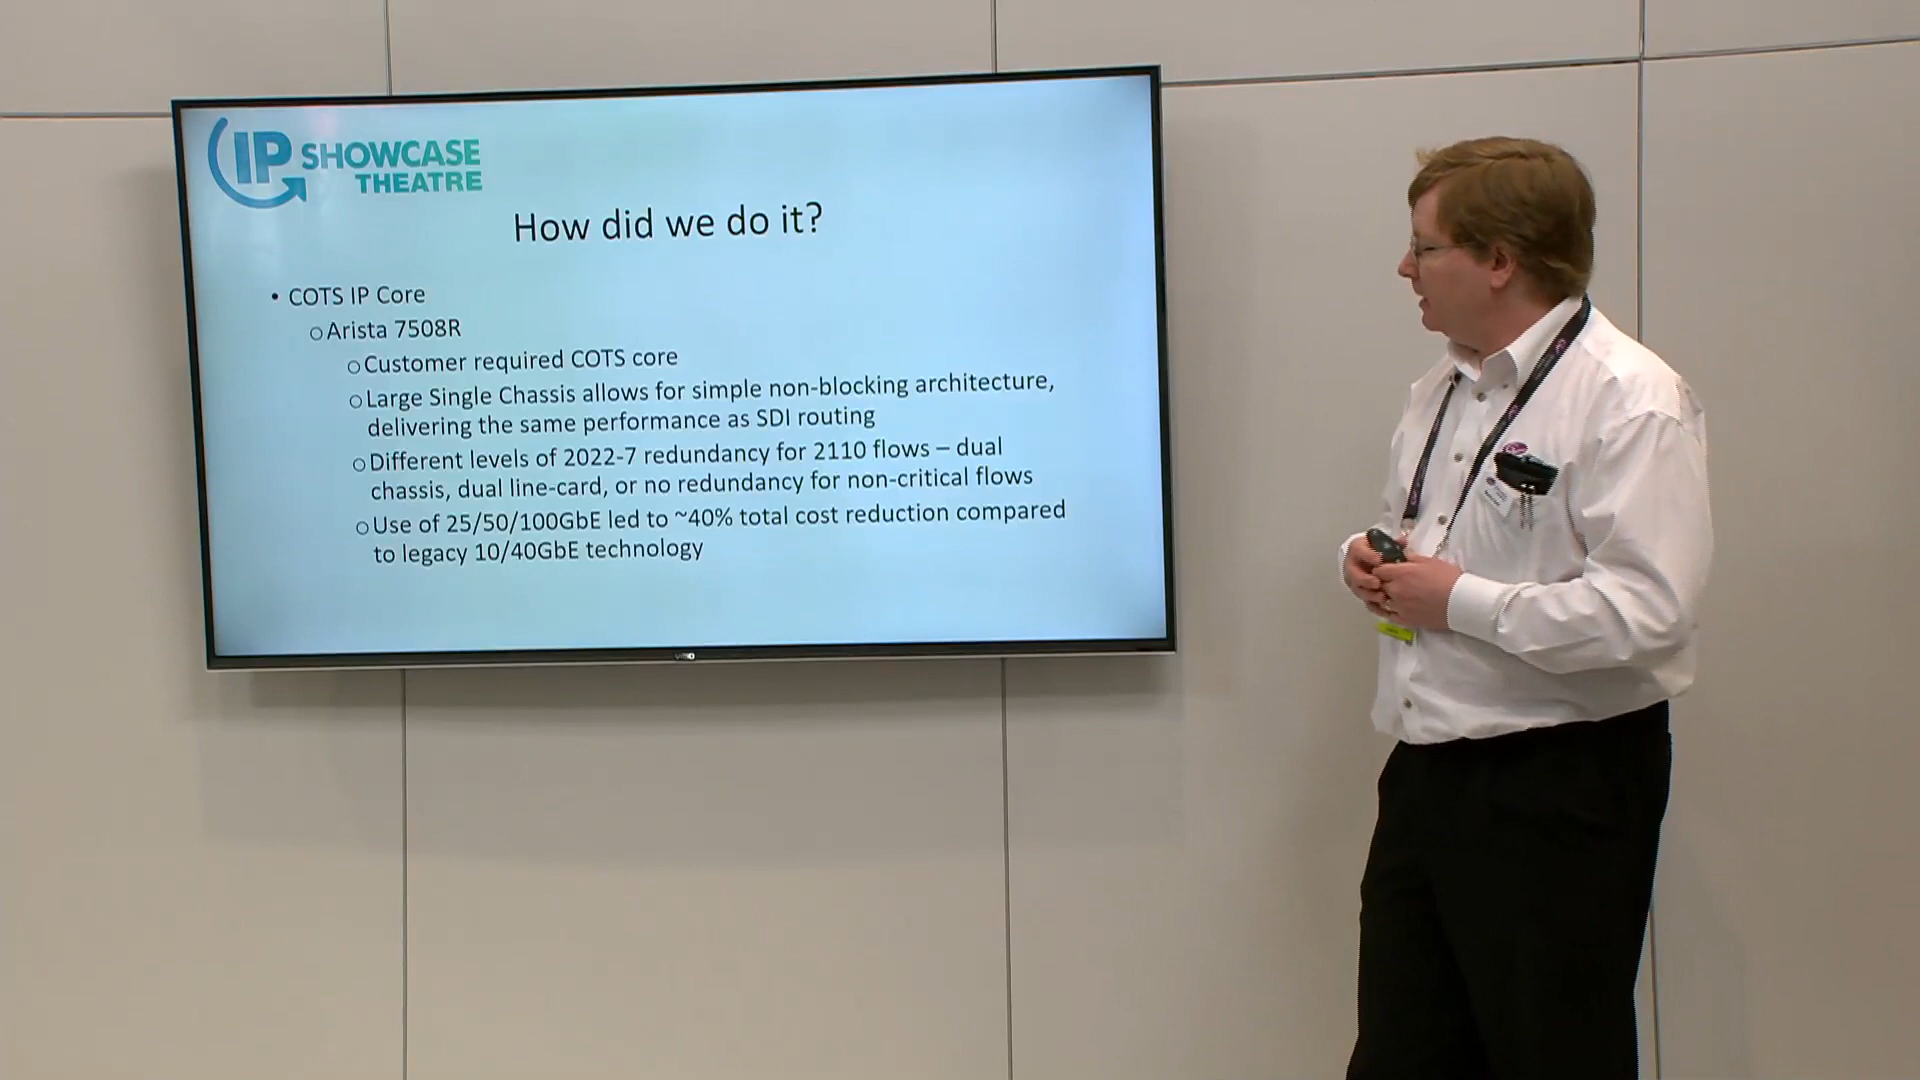 IP SHOWCASE
THEATRE
How did we do it?
• COTS IP Core
o Arista 7508R
o Customer required COTS core
o Large Single Chassis allows for simple non-blocking architecture,
delivering the same performance as SDI routing
o Different levels of 2022-7 redundancy for 2110 flows – dual
chassis, dual line-card, or no redundancy for non-critical flows
o Use of 25/50/100GbE led to ~40% total cost reduction compared
to legacy 10/40GbE technology